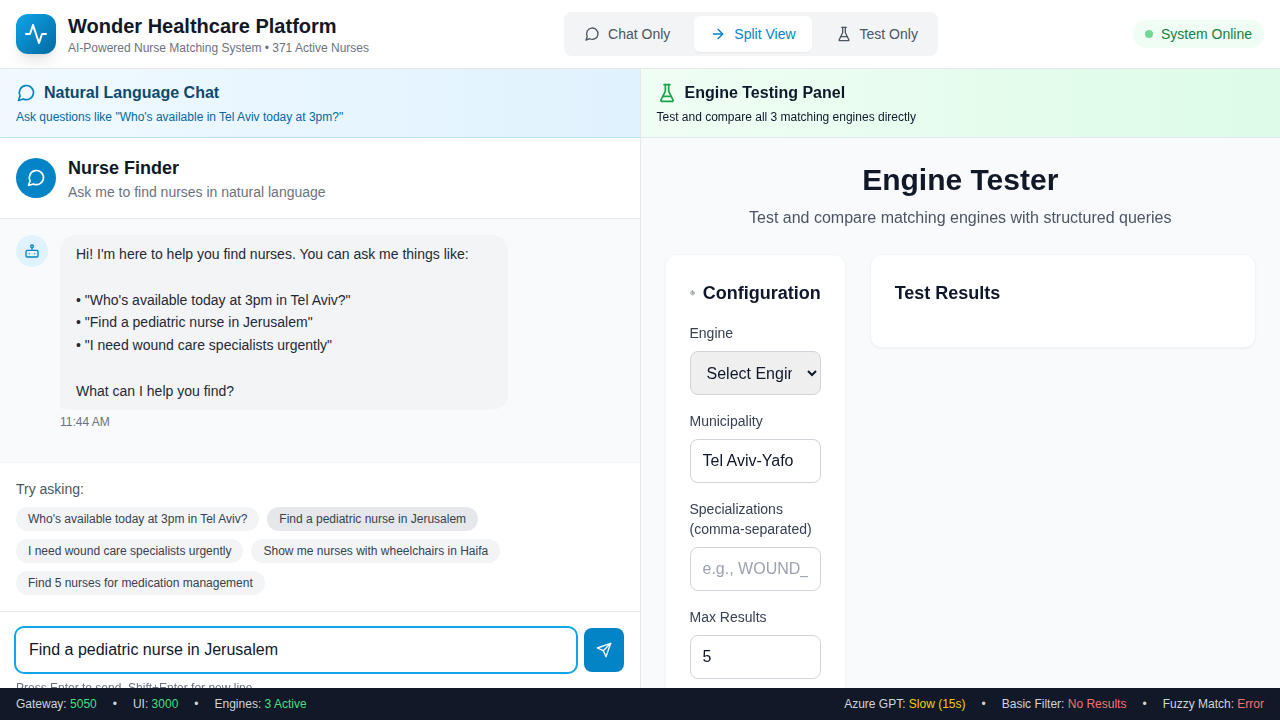 Wonder Healthcare Platform
AI-Powered Nurse Matching System • 371 Active Nurses
Chat Only
Split View
Test Only
System Online
Natural Language Chat
Ask questions like "Who's available in Tel Aviv today at 3pm?"
Engine Testing Panel
Test and compare all 3 matching engines directly
Nurse Finder
Ask me to find nurses in natural language
Hi! I'm here to help you find nurses. You can ask me things like:
• "Who's available today at 3pm in Tel Aviv?"
• "Find a pediatric nurse in Jerusalem"
• "I need wound care specialists urgently"
What can I help you find?
11:44 AM
Try asking:
Who's available today at 3pm in Tel Aviv?
Find a pediatric nurse in Jerusalem
I need wound care specialists urgently
Show me nurses with wheelchairs in Haifa
Find 5 nurses for medication management
Find a pediatric nurse in Jerusalem
Press Enter to send, Shift+Enter for new line
Engine Tester
Test and compare matching engines with structured queries
Configuration
Engine
Select Engin
Municipality
Tel Aviv-Yafo
Specializations
(comma-separated)
e.g., WOUND_
Max Results
5
Test Results
Gateway: 5050 • UI: 3000 • Engines: 3 Active
Azure GPT: Slow (15s) • Basic Filter: No Results • Fuzzy Match: Error